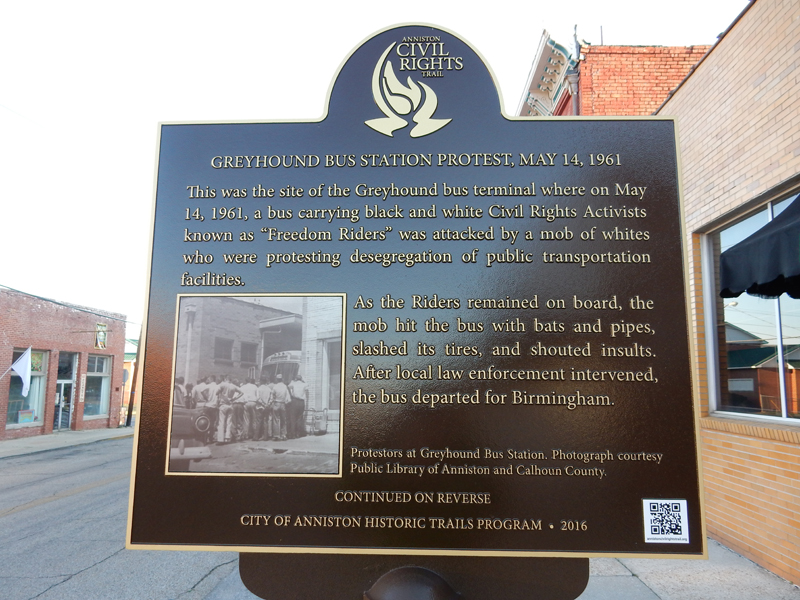 ANNISTON
CIVIL
RIGHTS
TRAIL
GREYHOUND BUS STATION PROTEST, MAY 14, 1961
This was the site of the Greyhound bus terminal where on May
14, 1961, a bus carrying black and white Civil Rights Activists
known as “Freedom Riders” was attacked by a mob of whites
who were protesting desegregation of public transportation
facilities.
As the Riders remained on board, the
mob hit the bus with bats and pipes,
slashed its tires, and shouted insults.
After local law enforcement intervened,
the bus departed for Birmingham.
Protestors at Greyhound Bus Station. Photograph courtesy
Public Library of Anniston and Calhoun County.
CONTINUED ON REVERSE
CITY OF ANNISTON HISTORIC TRAILS PROGRAM • 2016